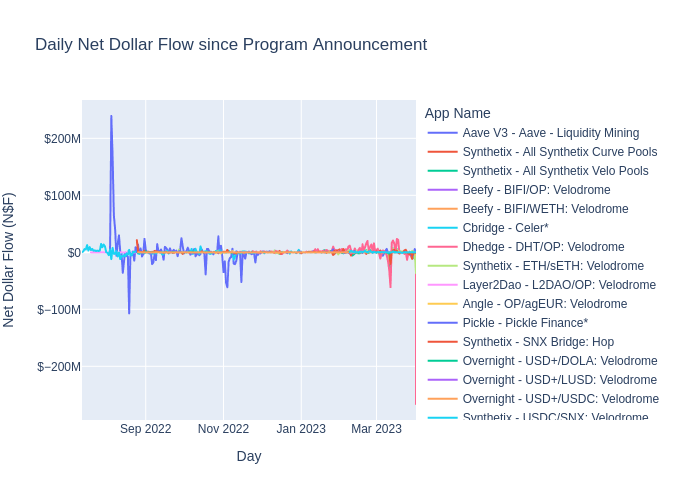 Daily Net Dollar Flow since Program Announcement
App Name
Aave V3 - Aave - Liquidity Mining
Synthetix - All Synthetix Curve Pools
Synthetix - All Synthetix Velo Pools
Beefy - BIFI/OP: Velodrome
Beefy - BIFI/WETH: Velodrome
Cbridge - Celer*
Dhedge - DHT/OP: Velodrome
Synthetix - ETH/sETH: Velodrome
Layer2Dao - L2DAO/OP: Velodrome
Angle - OP/agEUR: Velodrome
Pickle - Pickle Finance*
Synthetix - SNX Bridge: Hop
Overnight - USD+/DOLA: Velodrome
Overnight - USD+/LUSD: Velodrome
Overnight - USD+/USDC: Velodrome
Synthetix - USDC/SNX: Velodrome
$200M
$100M
$0
$−100M
$−200M
Net Dollar Flow (N$F)
Sep 2022
Nov 2022
Jan 2023
Mar 2023
Day